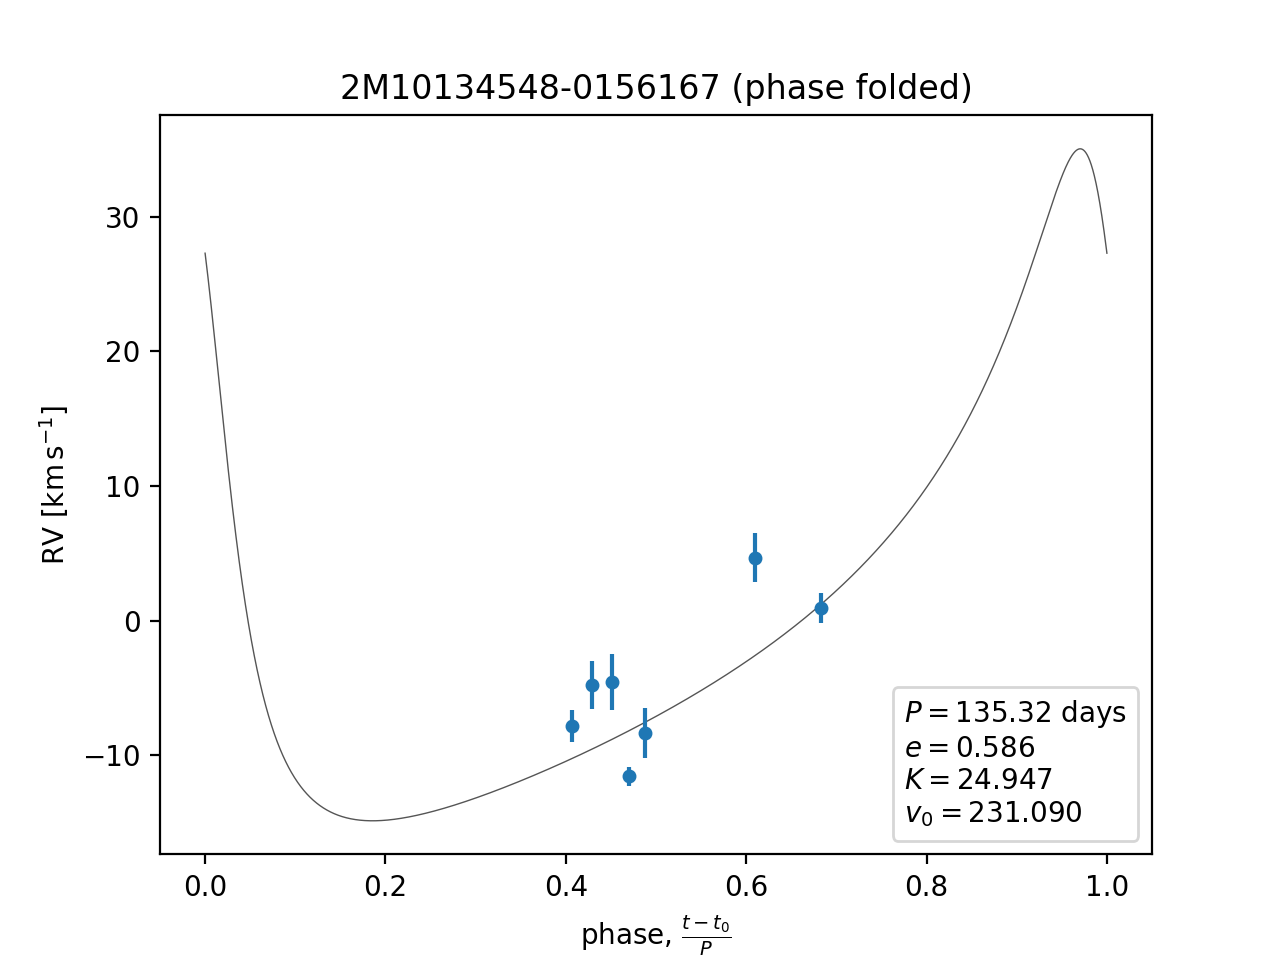 2M10134548-0156167 (phase folded)
RV [km s⁻¹]
30
20
10
0
−10
P = 135.32 days
e = 0.586
K = 24.947
v₀ = 231.090
0.0 0.2 0.4 0.6 0.8 1.0
phase, (t − t₀)/P